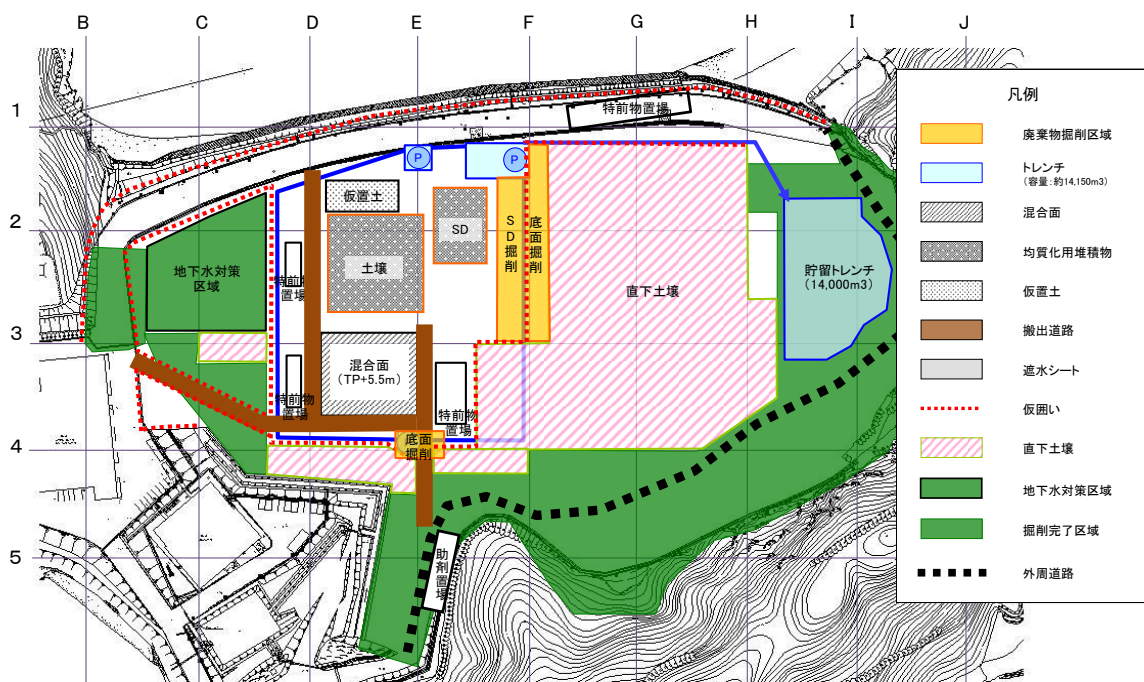 B C D E F G H I J
1
2
3
4
5
特前物置場
P
P
仮置土
SD
土壌
特前物置場
地下水対策
区域
SD掘削
底面掘削
直下土壌
貯留トレンチ
(14,000m3)
混合面
(TP+5.5m)
特前物置場
特前物置場
底面
掘削
助剤置場
凡例
廃棄物掘削区域
トレンチ
(容量:約14,150m3)
混合面
均質化用堆積物
仮置土
搬出道路
遮水シート
仮囲い
直下土壌
地下水対策区域
掘削完了区域
外周道路